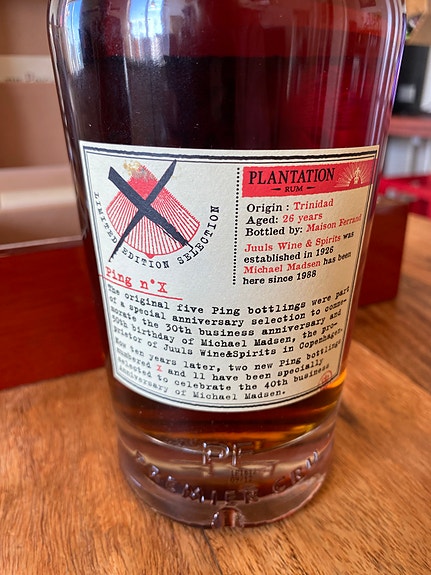 LIMITED EDITION SELECTION
PLANTATION
RUM
Origin : Trinidad
Aged: 26 years
Bottled by: Maison Ferrand
Juuls Wine & Spirits was
established in 1926
Michael Madsen has been
here since 1988
Ping n°X
The original five Ping bottlings were part
of a special anniversary selection to comme-
morate the 30th business anniversary and
50th birthday of Michael Madsen, the pro-
prietor of Juuls Wine&Spirits in Copenhagen.
Now ten years later, two new Ping bottlings
numbered X and 11 have been specially
selected to celebrate the 40th business
anniversary of Michael Madsen.
PREMIER CRU